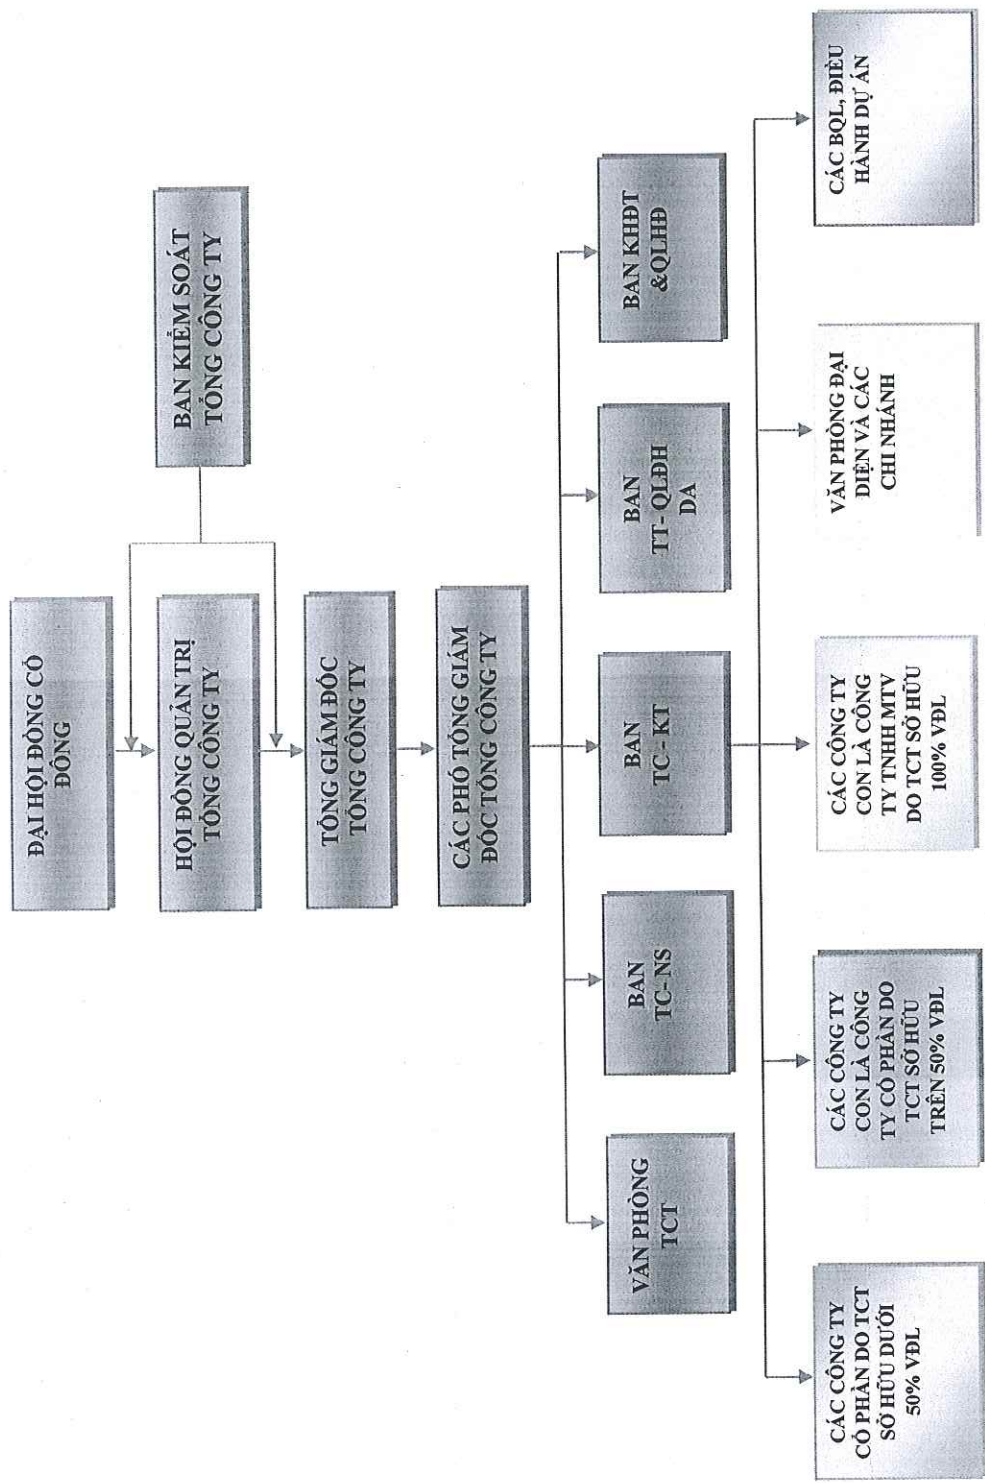 ĐẠI HỘI ĐỒNG CỔ
ĐÔNG
BAN KIỂM SOÁT
TỔNG CÔNG TY
HỘI ĐỒNG QUẢN TRỊ
TỔNG CÔNG TY
TỔNG GIÁM ĐỐC
TỔNG CÔNG TY
CÁC PHÓ TỔNG GIÁM
ĐỐC TỔNG CÔNG TY
VĂN PHÒNG
TCT
BAN
TC- NS
BAN
TC - KT
BAN
TT- QLĐH
DA
BAN KHĐT
&QLHĐ
CÁC CÔNG TY
CỔ PHẦN DO TCT
SỞ HỮU DƯỚI
50% VĐL
CÁC CÔNG TY
CON LÀ CÔNG
TY CỔ PHẦN DO
TCT SỞ HỮU
TRÊN 50% VĐL
CÁC CÔNG TY
CON LÀ CÔNG
TY TNHH MTV
DO TCT SỞ HỮU
100% VĐL
VĂN PHÒNG ĐẠI
DIỆN VÀ CÁC
CHI NHÁNH
CÁC BQL, ĐIỀU
HÀNH DỰ ÁN